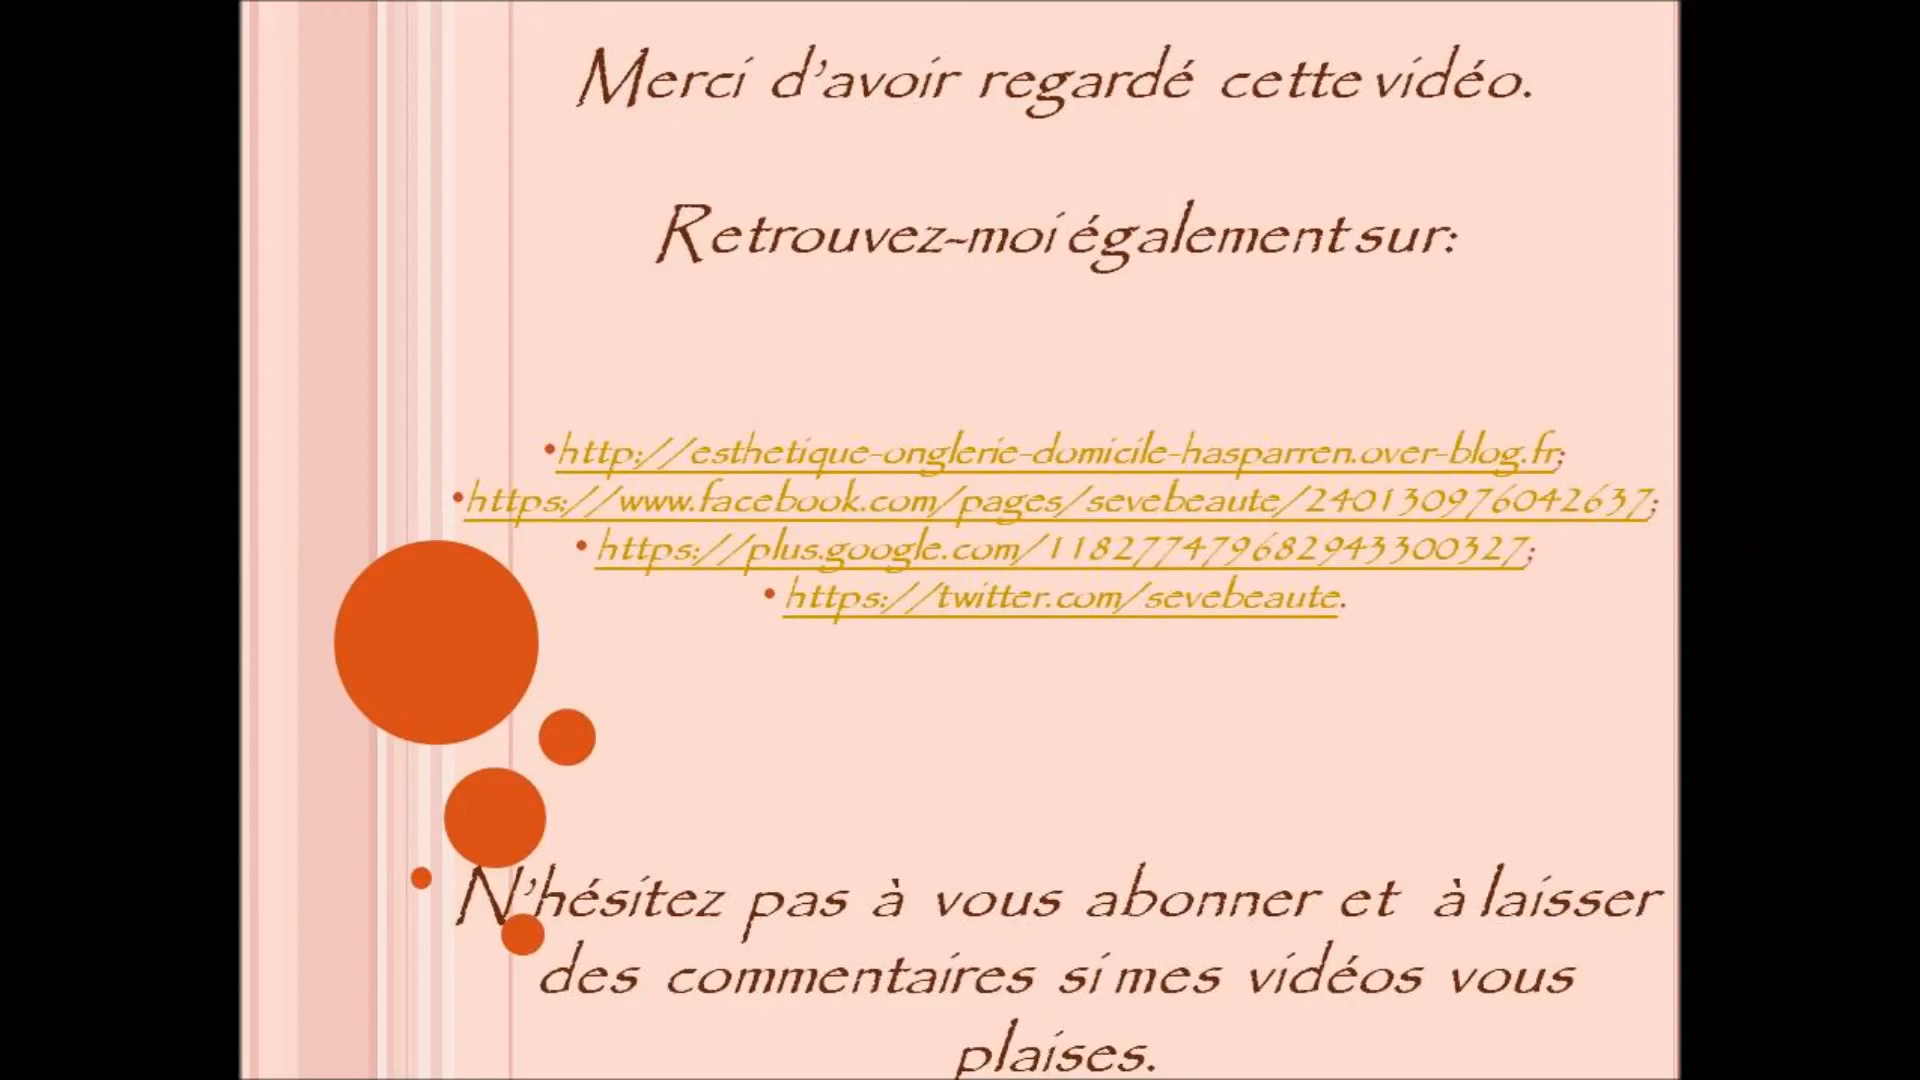 Merci d'avoir regardé cette vidéo.
Retrouvez-moi également sur:
•http://esthetique-onglerie-domicile-hasparren.over-blog.fr;
•https://www.facebook.com/pages/sevebeaute/240130976042637;
• https://plus.google.com/118277479682943300327;
• https://twitter.com/sevebeaute.
N'hésitez pas à vous abonner et à laisser
des commentaires si mes vidéos vous
plaises.